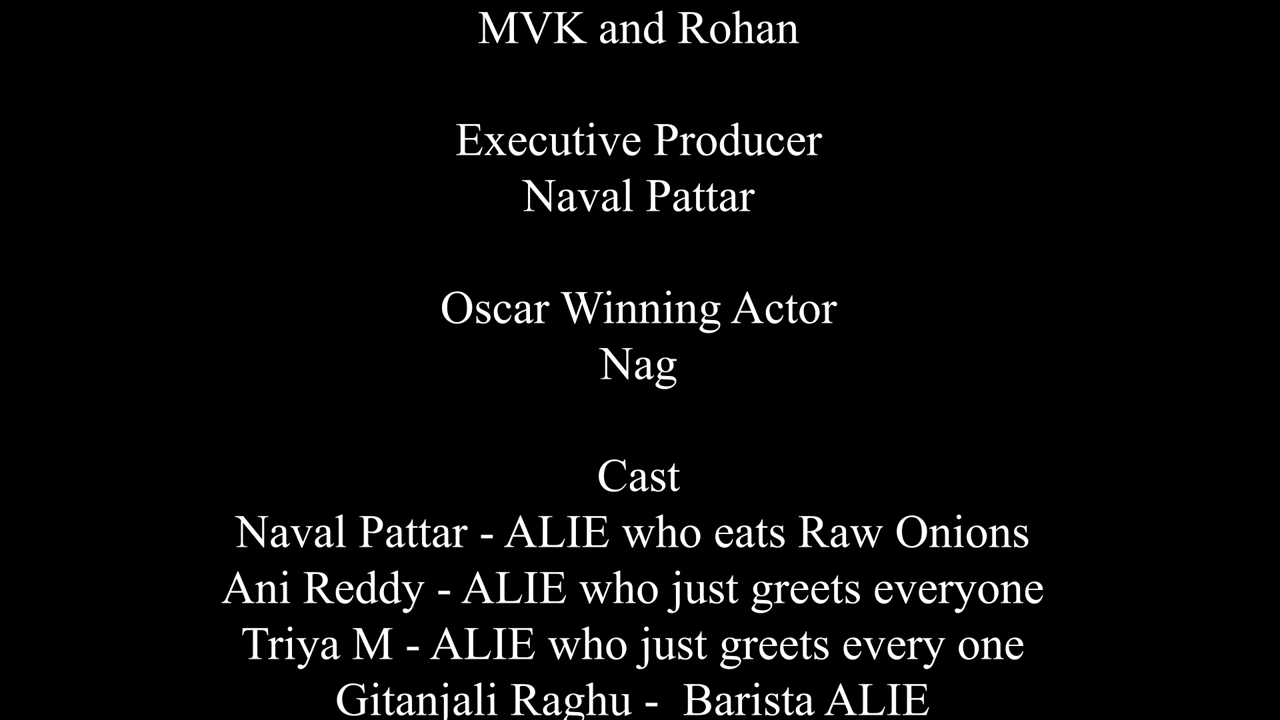 MVK and Rohan
Executive Producer
Naval Pattar
Oscar Winning Actor
Nag
Cast
Naval Pattar - ALIE who eats Raw Onions
Ani Reddy - ALIE who just greets everyone
Triya M - ALIE who just greets every one
Gitanjali Raghu -  Barista ALIE